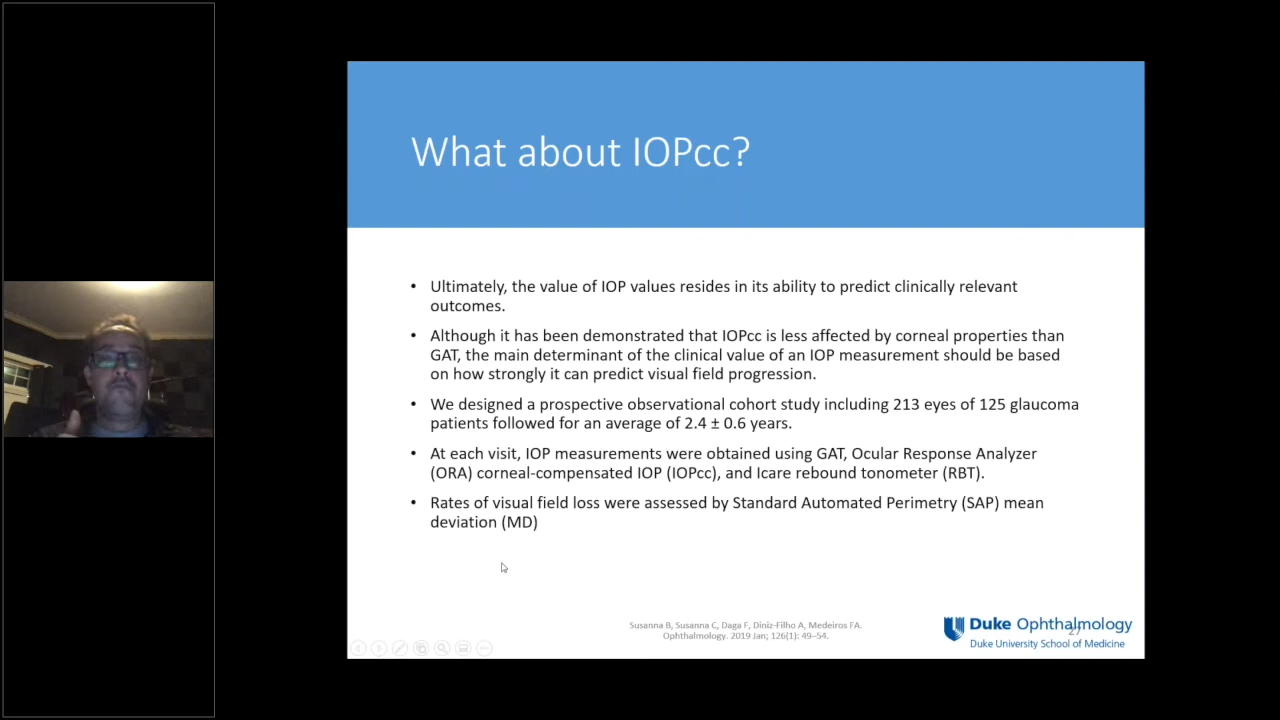 What about IOPcc?
• Ultimately, the value of IOP values resides in its ability to predict clinically relevant
outcomes.
• Although it has been demonstrated that IOPcc is less affected by corneal properties than
GAT, the main determinant of the clinical value of an IOP measurement should be based
on how strongly it can predict visual field progression.
• We designed a prospective observational cohort study including 213 eyes of 125 glaucoma
patients followed for an average of 2.4 ± 0.6 years.
• At each visit, IOP measurements were obtained using GAT, Ocular Response Analyzer
(ORA) corneal-compensated IOP (IOPcc), and Icare rebound tonometer (RBT).
• Rates of visual field loss were assessed by Standard Automated Perimetry (SAP) mean
deviation (MD)
Susanna B, Susanna C, Daga F, Diniz-Filho A, Medeiros FA.
Ophthalmology. 2019 Jan; 126(1): 49–54.
Duke Ophthalmology
27
Duke University School of Medicine